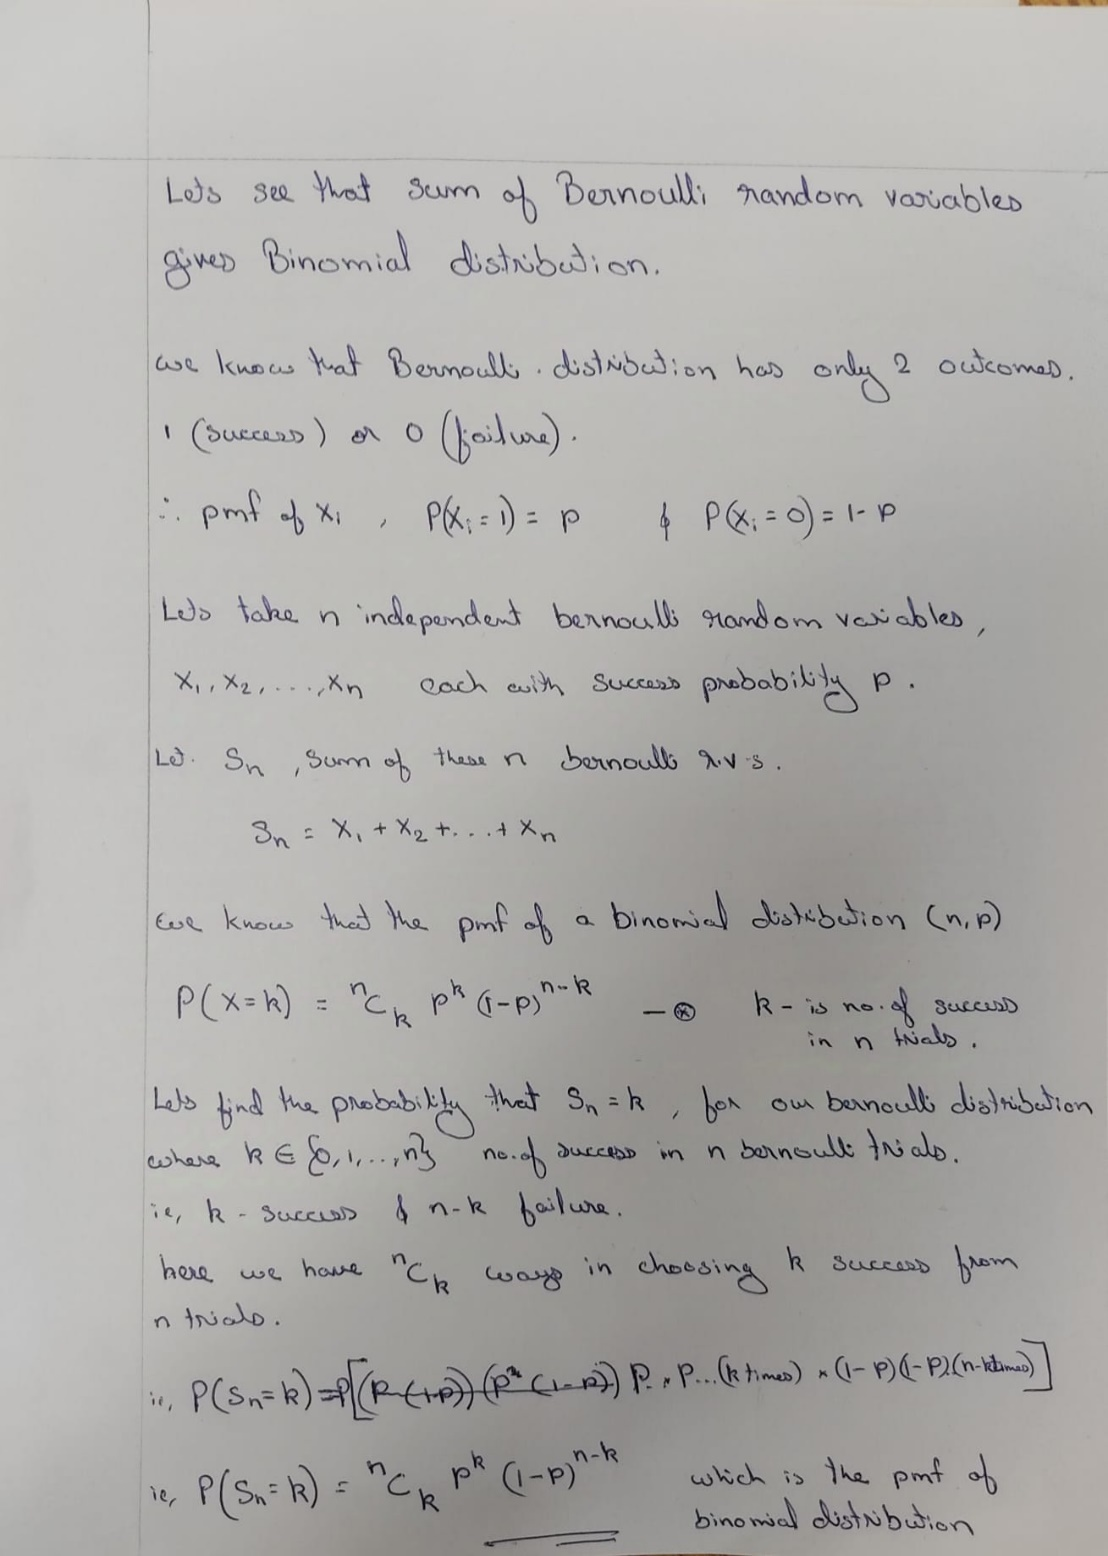 Lets see that sum of Bernoulli random variables
gives Binomial distribution.
we know that Bernoulli . distribution has only 2 outcomes.
1 (success) or 0 (failure).
∴ pmf of Xi , P(Xi = 1) = p & P(Xi = 0) = 1 - p
Lets take n independent bernoulli random variables,
X₁, X₂, ..., Xn each with success probability p.
Let. Sn , sum of these n bernoulli r.v.s.
Sn = X₁ + X₂ + ... + Xn
we know that the pmf of a binomial distribution (n, p)
P(X=k) = ⁿCₖ pᵏ (1-p)ⁿ⁻ᵏ — ⊛ k - is no. of success
in n trials.
Lets find the probability that Sn = k , for our bernoulli distribution
where k ∈ {0, 1, ..., n} no. of success in n bernoulli trials.
ie, k - success & n-k failure.
here we have ⁿCₖ ways in choosing k success from
n trials.
ie, P(Sn = k) = [ P. × P... (k times) × (1-P)(1-P).(n-k times) ]
ie, P(Sn = k) = ⁿCₖ pᵏ (1-p)ⁿ⁻ᵏ which is the pmf of
binomial distribution